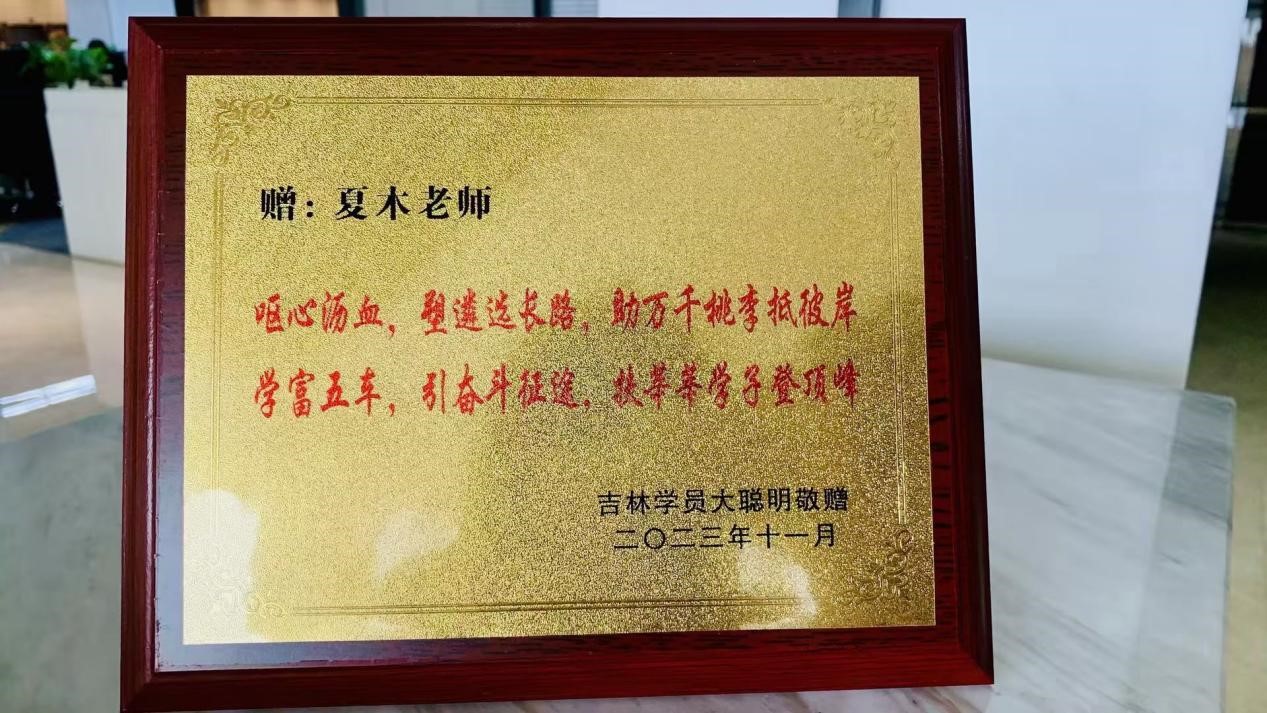 赠：夏木老师
呕心沥血，塑遴选长路，助万千桃李抵彼岸
学富五车，引奋斗征途，扶莘莘学子登顶峰
吉林学员大聪明敬赠
二〇二三年十一月